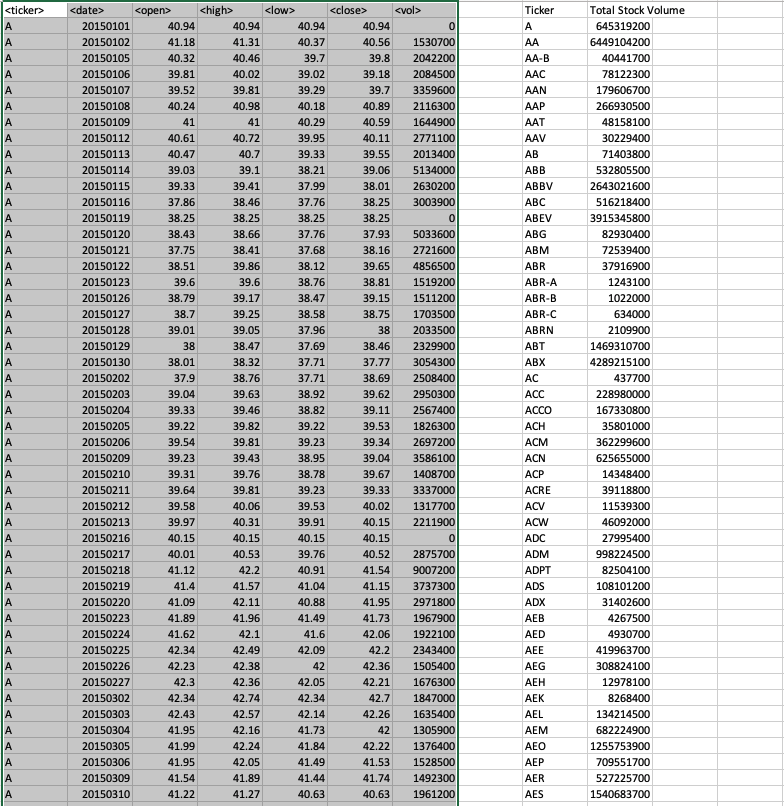 <ticker> <date> <open> <high> <low> <close> <vol> Ticker Total Stock Volume
A 20150101 40.94 40.94 40.94 40.94 0 A 645319200
A 20150102 41.18 41.31 40.37 40.56 1530700 AA 6449104200
A 20150105 40.32 40.46 39.7 39.8 2042200 AA-B 40441700
A 20150106 39.81 40.02 39.02 39.18 2084500 AAC 78122300
A 20150107 39.52 39.81 39.29 39.7 3359600 AAN 179606700
A 20150108 40.24 40.98 40.18 40.89 2116300 AAP 266930500
A 20150109 41 41 40.29 40.59 1644900 AAT 48158100
A 20150112 40.61 40.72 39.95 40.11 2771100 AAV 30229400
A 20150113 40.47 40.7 39.33 39.55 2013400 AB 71403800
A 20150114 39.03 39.1 38.21 39.06 5134000 ABB 532805500
A 20150115 39.33 39.41 37.99 38.01 2630200 ABBV 2643021600
A 20150116 37.86 38.46 37.76 38.25 3003900 ABC 516218400
A 20150119 38.25 38.25 38.25 38.25 0 ABEV 3915345800
A 20150120 38.43 38.66 37.76 37.93 5033600 ABG 82930400
A 20150121 37.75 38.41 37.68 38.16 2721600 ABM 72539400
A 20150122 38.51 39.86 38.12 39.65 4856500 ABR 37916900
A 20150123 39.6 39.6 38.76 38.81 1519200 ABR-A 1243100
A 20150126 38.79 39.17 38.47 39.15 1511200 ABR-B 1022000
A 20150127 38.7 39.25 38.58 38.75 1703500 ABR-C 634000
A 20150128 39.01 39.05 37.96 38 2033500 ABRN 2109900
A 20150129 38 38.47 37.69 38.46 2329900 ABT 1469310700
A 20150130 38.01 38.32 37.71 37.77 3054300 ABX 4289215100
A 20150202 37.9 38.76 37.71 38.69 2508400 AC 437700
A 20150203 39.04 39.63 38.92 39.62 2950300 ACC 228980000
A 20150204 39.33 39.46 38.82 39.11 2567400 ACCO 167330800
A 20150205 39.22 39.82 39.22 39.53 1826300 ACH 35801000
A 20150206 39.54 39.81 39.23 39.34 2697200 ACM 362299600
A 20150209 39.23 39.43 38.95 39.04 3586100 ACN 625655000
A 20150210 39.31 39.76 38.78 39.67 1408700 ACP 14348400
A 20150211 39.64 39.81 39.23 39.33 3337000 ACRE 39118800
A 20150212 39.58 40.06 39.53 40.02 1317700 ACV 11539300
A 20150213 39.97 40.31 39.91 40.15 2211900 ACW 46092000
A 20150216 40.15 40.15 40.15 40.15 0 ADC 27995400
A 20150217 40.01 40.53 39.76 40.52 2875700 ADM 998224500
A 20150218 41.12 42.2 40.91 41.54 9007200 ADPT 82504100
A 20150219 41.4 41.57 41.04 41.15 3737300 ADS 108101200
A 20150220 41.09 42.11 40.88 41.95 2971800 ADX 31402600
A 20150223 41.89 41.96 41.49 41.73 1967900 AEB 4267500
A 20150224 41.62 42.1 41.6 42.06 1922100 AED 4930700
A 20150225 42.34 42.49 42.09 42.2 2343400 AEE 419963700
A 20150226 42.23 42.38 42 42.36 1505400 AEG 308824100
A 20150227 42.3 42.36 42.05 42.21 1676300 AEH 12978100
A 20150302 42.34 42.74 42.34 42.7 1847000 AEK 8268400
A 20150303 42.43 42.57 42.14 42.26 1635400 AEL 134214500
A 20150304 41.95 42.16 41.73 42 1305900 AEM 682224900
A 20150305 41.99 42.24 41.84 42.22 1376400 AEO 1255753900
A 20150306 41.95 42.05 41.49 41.53 1528500 AEP 709551700
A 20150309 41.54 41.89 41.44 41.74 1492300 AER 527225700
A 20150310 41.22 41.27 40.63 40.63 1961200 AES 1540683700